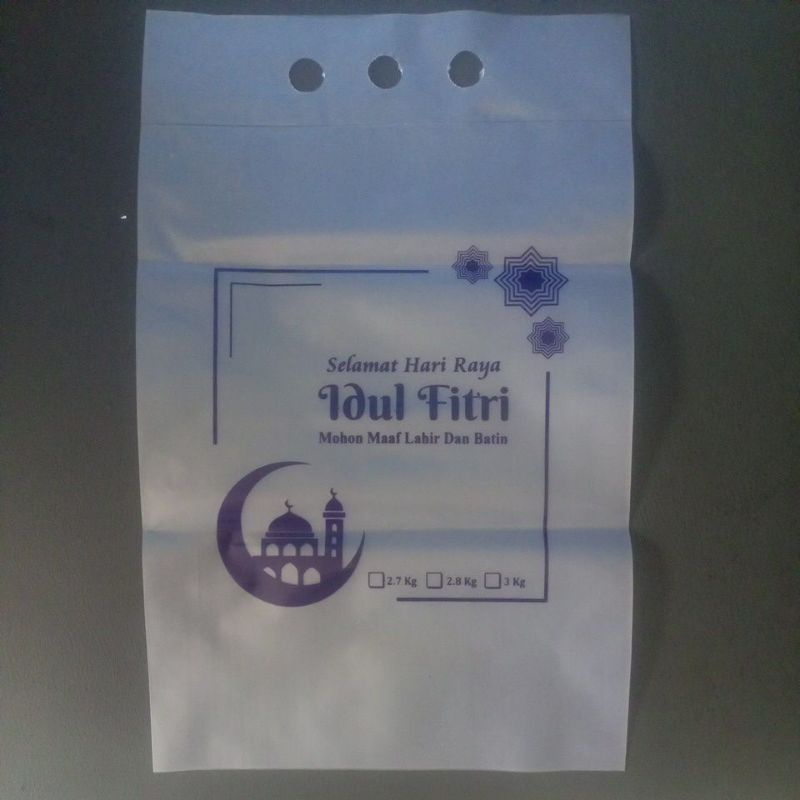 Selamat Hari Raya
Idul Fitri
Mohon Maaf Lahir Dan Batin
2.7 Kg 2.8 Kg 3 Kg